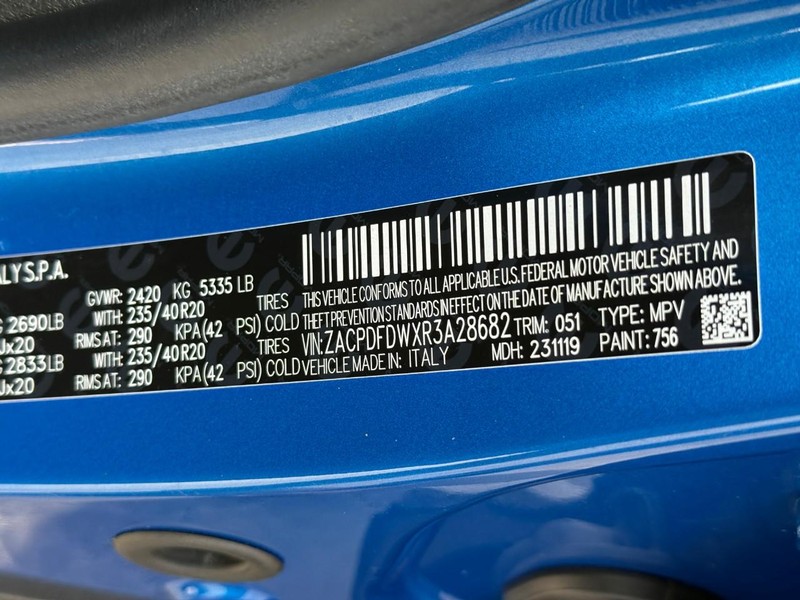 ALY S.P.A.
GVWR: 2420 KG 5335 LB
G 2690LB WITH: 235/40R20 TIRES
Jx20 RIMS AT: 290 KPA(42 PSI) COLD
G 2833LB WITH: 235/40R20 TIRES
Jx20 RIMS AT: 290 KPA(42 PSI) COLD
THIS VEHICLE CONFORMS TO ALL APPLICABLE U.S. FEDERAL MOTOR VEHICLE SAFETY AND
THEFT PREVENTION STANDARDS IN EFFECT ON THE DATE OF MANUFACTURE SHOWN ABOVE.
VIN: ZACPDFDWXR3A28682 TRIM: 051 TYPE: MPV
VEHICLE MADE IN: ITALY MDH: 231119 PAINT: 756